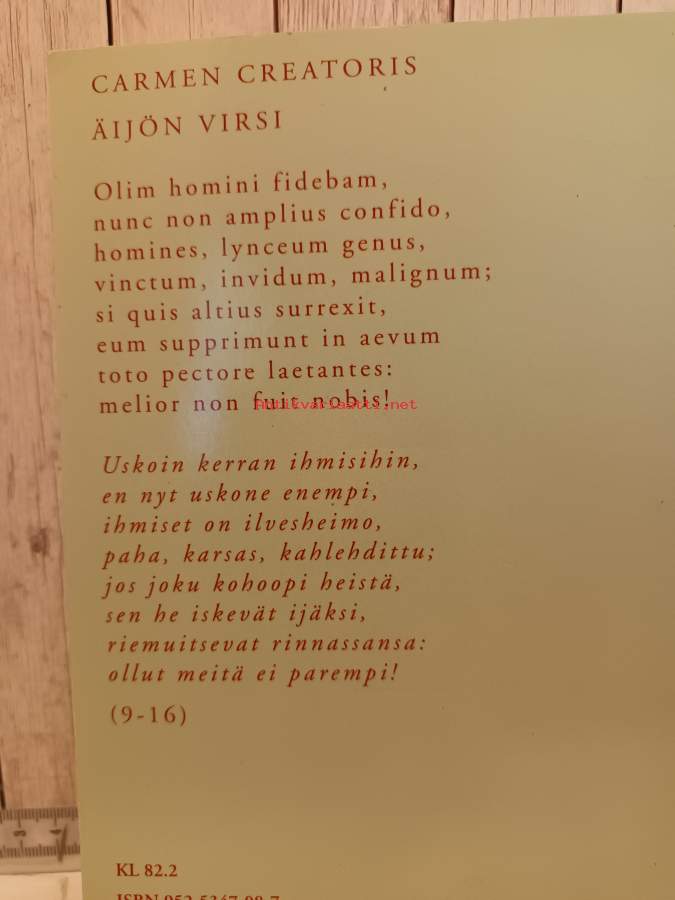 CARMEN CREATORIS
ÄIJÖN VIRSI
Olim homini fidebam,
nunc non amplius confido,
homines, lynceum genus,
vinctum, invidum, malignum;
si quis altius surrexit,
eum supprimunt in aevum
toto pectore laetantes:
melior non fuit nobis!
Antikvariaatti.net
Uskoin kerran ihmisihin,
en nyt uskone enempi,
ihmiset on ilvesheimo,
paha, karsas, kahlehdittu;
jos joku kohoopi heistä,
sen he iskevät ijäksi,
riemuitsevat rinnassansa:
ollut meitä ei parempi!
(9-16)
KL 82.2